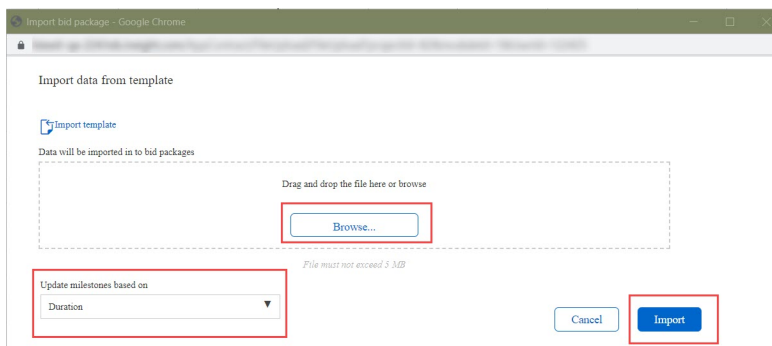 Import bid package - Google Chrome
Import data from template
Import template
Data will be imported in to bid packages
Drag and drop the file here or browse
Browse...
File must not exceed 5 MB
Update milestones based on
Duration
Cancel
Import